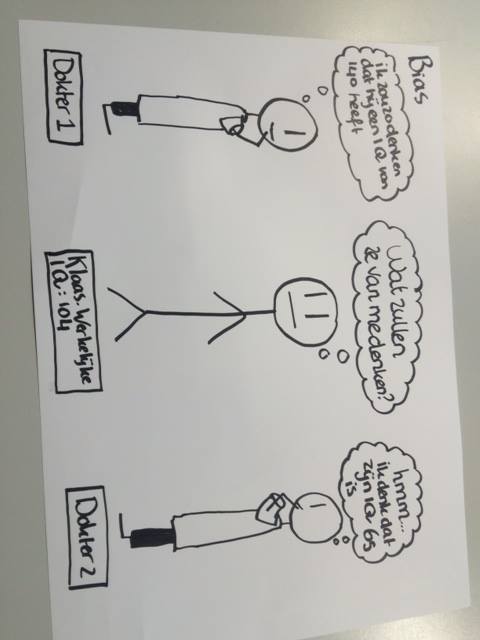 Bias
ik zou zo denken
dat hij een IQ van
140 heeft
Wat zullen
ze van me denken?
hmm...
ik denk dat
zijn IQ 65
is
Dokter 1
Klaas. Werkelijke
IQ: 104
Dokter 2